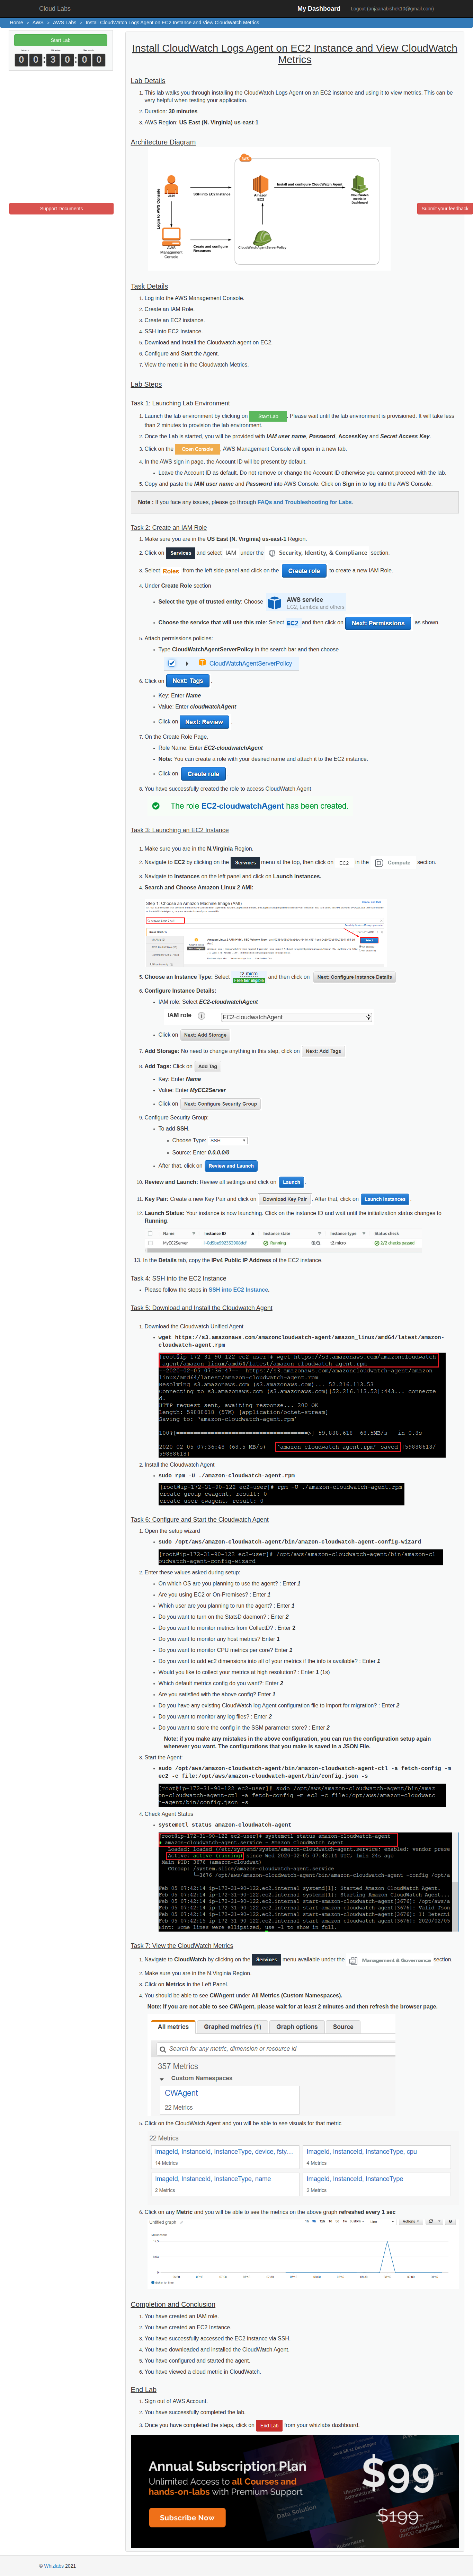 Cloud Labs
My Dashboard
Logout (anjaanabishek10@gmail.com)
Home » AWS » AWS Labs » Install CloudWatch Logs Agent on EC2 Instance and View CloudWatch Metrics
Start Lab
Hours Minutes Seconds
00:30:00
Support Documents
Submit your feedback
Install CloudWatch Logs Agent on EC2 Instance and View CloudWatch
Metrics
Lab Details
1. This lab walks you through installing the CloudWatch Logs Agent on an EC2 instance and using it to view metrics. This can be
very helpful when testing your application.
2. Duration: 30 minutes
3. AWS Region: US East (N. Virginia) us-east-1
Architecture Diagram
SSH into EC2 Instance
Amazon
EC2
Install and configure CloudWatch Agent
CloudWatch
metric in
Dashboard
Login to AWS Console
AWS
Management
Console
Create and configure
Resources
CloudWatchAgentServerPolicy
Task Details
1. Log into the AWS Management Console.
2. Create an IAM Role.
3. Create an EC2 instance.
4. SSH into EC2 Instance.
5. Download and Install the Cloudwatch agent on EC2.
6. Configure and Start the Agent.
7. View the metric in the Cloudwatch Metrics.
Lab Steps
Task 1: Launching Lab Environment
1. Launch the lab environment by clicking on Start Lab. Please wait until the lab environment is provisioned. It will take less
than 2 minutes to provision the lab environment.
2. Once the Lab is started, you will be provided with IAM user name, Password, AccessKey and Secret Access Key.
3. Click on the Open Console, AWS Management Console will open in a new tab.
4. In the AWS sign in page, the Account ID will be present by default.
• Leave the Account ID as default. Do not remove or change the Account ID otherwise you cannot proceed with the lab.
5. Copy and paste the IAM user name and Password into AWS Console. Click on Sign in to log into the AWS Console.
Note : If you face any issues, please go through FAQs and Troubleshooting for Labs.
Task 2: Create an IAM Role
1. Make sure you are in the US East (N. Virginia) us-east-1 Region.
2. Click on Services and select IAM under the Security, Identity, & Compliance section.
3. Select Roles from the left side panel and click on the Create role to create a new IAM Role.
4. Under Create Role section
• Select the type of trusted entity: Choose AWS service
EC2, Lambda and others
• Choose the service that will use this role: Select EC2 and then click on Next: Permissions as shown.
5. Attach permissions policies:
• Type CloudWatchAgentServerPolicy in the search bar and then choose
CloudWatchAgentServerPolicy
6. Click on Next: Tags.
• Key: Enter Name
• Value: Enter cloudwatchAgent
• Click on Next: Review.
7. On the Create Role Page,
• Role Name: Enter EC2-cloudwatchAgent
• Note: You can create a role with your desired name and attach it to the EC2 instance.
• Click on Create role.
8. You have successfully created the role to access CloudWatch Agent
The role EC2-cloudwatchAgent has been created.
Task 3: Launching an EC2 Instance
1. Make sure you are in the N.Virginia Region.
2. Navigate to EC2 by clicking on the Services menu at the top, then click on EC2 in the Compute section.
3. Navigate to Instances on the left panel and click on Launch instances.
4. Search and Choose Amazon Linux 2 AMI:
Step 1: Choose an Amazon Machine Image (AMI)
5. Choose an Instance Type: Select t2.micro and then click on Next: Configure Instance Details
Free tier eligible
6. Configure Instance Details:
• IAM role: Select EC2-cloudwatchAgent
IAM role EC2-cloudwatchAgent
• Click on Next: Add Storage
7. Add Storage: No need to change anything in this step, click on Next: Add Tags
8. Add Tags: Click on Add Tag
• Key: Enter Name
• Value: Enter MyEC2Server
• Click on Next: Configure Security Group
9. Configure Security Group:
• To add SSH,
• Choose Type: SSH
• Source: Enter 0.0.0.0/0
• After that, click on Review and Launch
10. Review and Launch: Review all settings and click on Launch.
11. Key Pair: Create a new Key Pair and click on Download Key Pair. After that, click on Launch Instances
12. Launch Status: Your instance is now launching. Click on the instance ID and wait until the initialization status changes to
Running.
Name Instance ID Instance state Instance type Status check
MyEC2Server Running t2.micro 2/2 checks passed
13. In the Details tab, copy the IPv4 Public IP Address of the EC2 instance.
Task 4: SSH into the EC2 Instance
• Please follow the steps in SSH into EC2 Instance.
Task 5: Download and Install the Cloudwatch Agent
1. Download the Cloudwatch Unified Agent
• wget https://s3.amazonaws.com/amazoncloudwatch-agent/amazon_linux/amd64/latest/amazon-
cloudwatch-agent.rpm
[root@ip-172-31-90-122 ec2-user]# wget https://s3.amazonaws.com/amazoncloudwatch
-agent/amazon_linux/amd64/latest/amazon-cloudwatch-agent.rpm
--2020-02-05 07:36:47-- https://s3.amazonaws.com/amazoncloudwatch-agent/amazon_
linux/amd64/latest/amazon-cloudwatch-agent.rpm
Resolving s3.amazonaws.com (s3.amazonaws.com)... 52.216.113.53
Connecting to s3.amazonaws.com (s3.amazonaws.com)|52.216.113.53|:443... connecte
d.
HTTP request sent, awaiting response... 200 OK
Length: 59880618 (57M) [application/octet-stream]
Saving to: 'amazon-cloudwatch-agent.rpm'
100%[======================================>] 59,880,618 68.5MB/s in 0.8s
2020-02-05 07:36:48 (68.5 MB/s) - 'amazon-cloudwatch-agent.rpm' saved [59880618/
59880618]
2. Install the Cloudwatch Agent
• sudo rpm -U ./amazon-cloudwatch-agent.rpm
[root@ip-172-31-90-122 ec2-user]# rpm -U ./amazon-cloudwatch-agent.rpm
create group cwagent, result: 0
create user cwagent, result: 0
Task 6: Configure and Start the Cloudwatch Agent
1. Open the setup wizard
• sudo /opt/aws/amazon-cloudwatch-agent/bin/amazon-cloudwatch-agent-config-wizard
[root@ip-172-31-90-122 ec2-user]# /opt/aws/amazon-cloudwatch-agent/bin/amazon-cl
oudwatch-agent-config-wizard
2. Enter these values asked during setup:
• On which OS are you planning to use the agent? : Enter 1
• Are you using EC2 or On-Premises? : Enter 1
• Which user are you planning to run the agent? : Enter 1
• Do you want to turn on the StatsD daemon? : Enter 2
• Do you want to monitor metrics from CollectD? : Enter 2
• Do you want to monitor any host metrics? Enter 1
• Do you want to monitor CPU metrics per core? Enter 1
• Do you want to add ec2 dimensions into all of your metrics if the info is available? : Enter 1
• Would you like to collect your metrics at high resolution? : Enter 1 (1s)
• Which default metrics config do you want?: Enter 2
• Are you satisfied with the above config? Enter 1
• Do you have any existing CloudWatch log Agent configuration file to import for migration? : Enter 2
• Do you want to monitor any log files? : Enter 2
• Do you want to store the config in the SSM parameter store? : Enter 2
Note: if you make any mistakes in the above configuration, you can run the configuration setup again
whenever you want. The configurations that you make is saved in a JSON File.
3. Start the Agent:
• sudo /opt/aws/amazon-cloudwatch-agent/bin/amazon-cloudwatch-agent-ctl -a fetch-config -m
ec2 -c file:/opt/aws/amazon-cloudwatch-agent/bin/config.json -s
[root@ip-172-31-90-122 ec2-user]# sudo /opt/aws/amazon-cloudwatch-agent/bin/amaz
on-cloudwatch-agent-ctl -a fetch-config -m ec2 -c file:/opt/aws/amazon-cloudwatc
h-agent/bin/config.json -s
4. Check Agent Status
• systemctl status amazon-cloudwatch-agent
[root@ip-172-31-90-122 ec2-user]# systemctl status amazon-cloudwatch-agent
amazon-cloudwatch-agent.service - Amazon CloudWatch Agent
Loaded: loaded (/etc/systemd/system/amazon-cloudwatch-agent.service; enabled; vendor prese
Active: active (running) since Wed 2020-02-05 07:42:14 UTC; 1min 24s ago
Task 7: View the CloudWatch Metrics
1. Navigate to CloudWatch by clicking on the Services menu available under the Management & Governance section.
2. Make sure you are in the N.Virginia Region.
3. Click on Metrics in the Left Panel.
4. You should be able to see CWAgent under All Metrics (Custom Namespaces).
Note: If you are not able to see CWAgent, please wait for at least 2 minutes and then refresh the browser page.
All metrics Graphed metrics (1) Graph options Source
Search for any metric, dimension or resource id
357 Metrics
Custom Namespaces
CWAgent
22 Metrics
5. Click on the CloudWatch Agent and you will be able to see visuals for that metric
22 Metrics
ImageId, InstanceId, InstanceType, device, fsty...
14 Metrics
ImageId, InstanceId, InstanceType, cpu
4 Metrics
ImageId, InstanceId, InstanceType, name
2 Metrics
ImageId, InstanceId, InstanceType
2 Metrics
6. Click on any Metric and you will be able to see the metrics on the above graph refreshed every 1 sec
Untitled graph
Actions
Completion and Conclusion
1. You have created an IAM role.
2. You have created an EC2 Instance.
3. You have successfully accessed the EC2 instance via SSH.
4. You have downloaded and installed the CloudWatch Agent.
5. You have configured and started the agent.
6. You have viewed a cloud metric in CloudWatch.
End Lab
1. Sign out of AWS Account.
2. You have successfully completed the lab.
3. Once you have completed the steps, click on End Lab from your whizlabs dashboard.
Annual Subscription Plan
Unlimited Access to all Courses and
hands-on-labs with Premium Support
Subscribe Now
$99
$199
© Whizlabs 2021